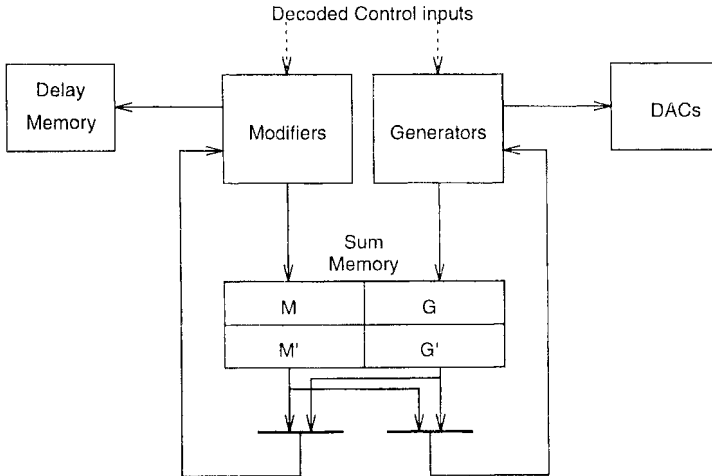 Decoded Control inputs
Delay
Memory
Modifiers
Generators
DACs
Sum
Memory
M
G
M'
G'